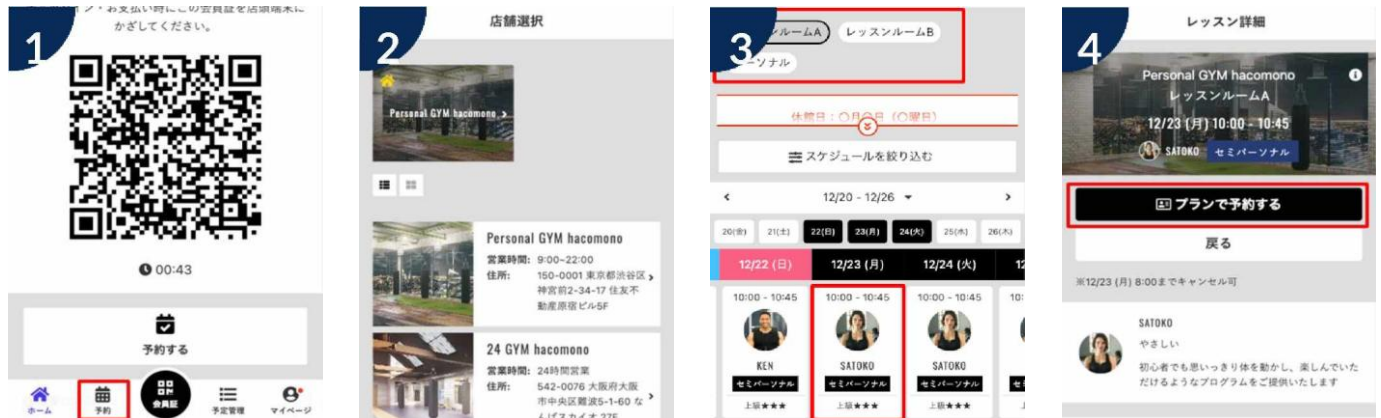 1
かざしてください。
00:43
予約する
ホーム
予約
会員証
予定管理
マイページ
2
店舗選択
Personal GYM hacomono
Personal GYM hacomono
営業時間: 9:00~22:00
住所: 150-0001 東京都渋谷区
神宮前2-34-17 住友不
動産原宿ビル5F
24 GYM hacomono
営業時間: 24時間営業
住所: 542-0076 大阪府大阪
市中央区難波5-1-60 な
3
レッスンルームB
休館日:〇月〇日(〇曜日)
スケジュールを絞り込む
12/20 - 12/26
20(金) 21(土) 22(日) 23(月) 24(火) 25(水) 26(木)
12/22 (日) 12/23 (月) 12/24 (火) 12
10:00 - 10:45 10:00 - 10:45 10:00 - 10:45 10:
KEN SATOKO SATOKO
セミパーソナル セミパーソナル セミパーソナル
上級★★★ 上級★★★ 上級★★★
4
レッスン詳細
Personal GYM hacomono
レッスンルームA
12/23 (月) 10:00 - 10:45
SATOKO セミパーソナル
プランで予約する
戻る
※12/23 (月) 8:00までキャンセル可
SATOKO
やさしい
初心者でも思いっきり体を動かし、楽しんでいた
だけるようなプログラムをご提供いたします